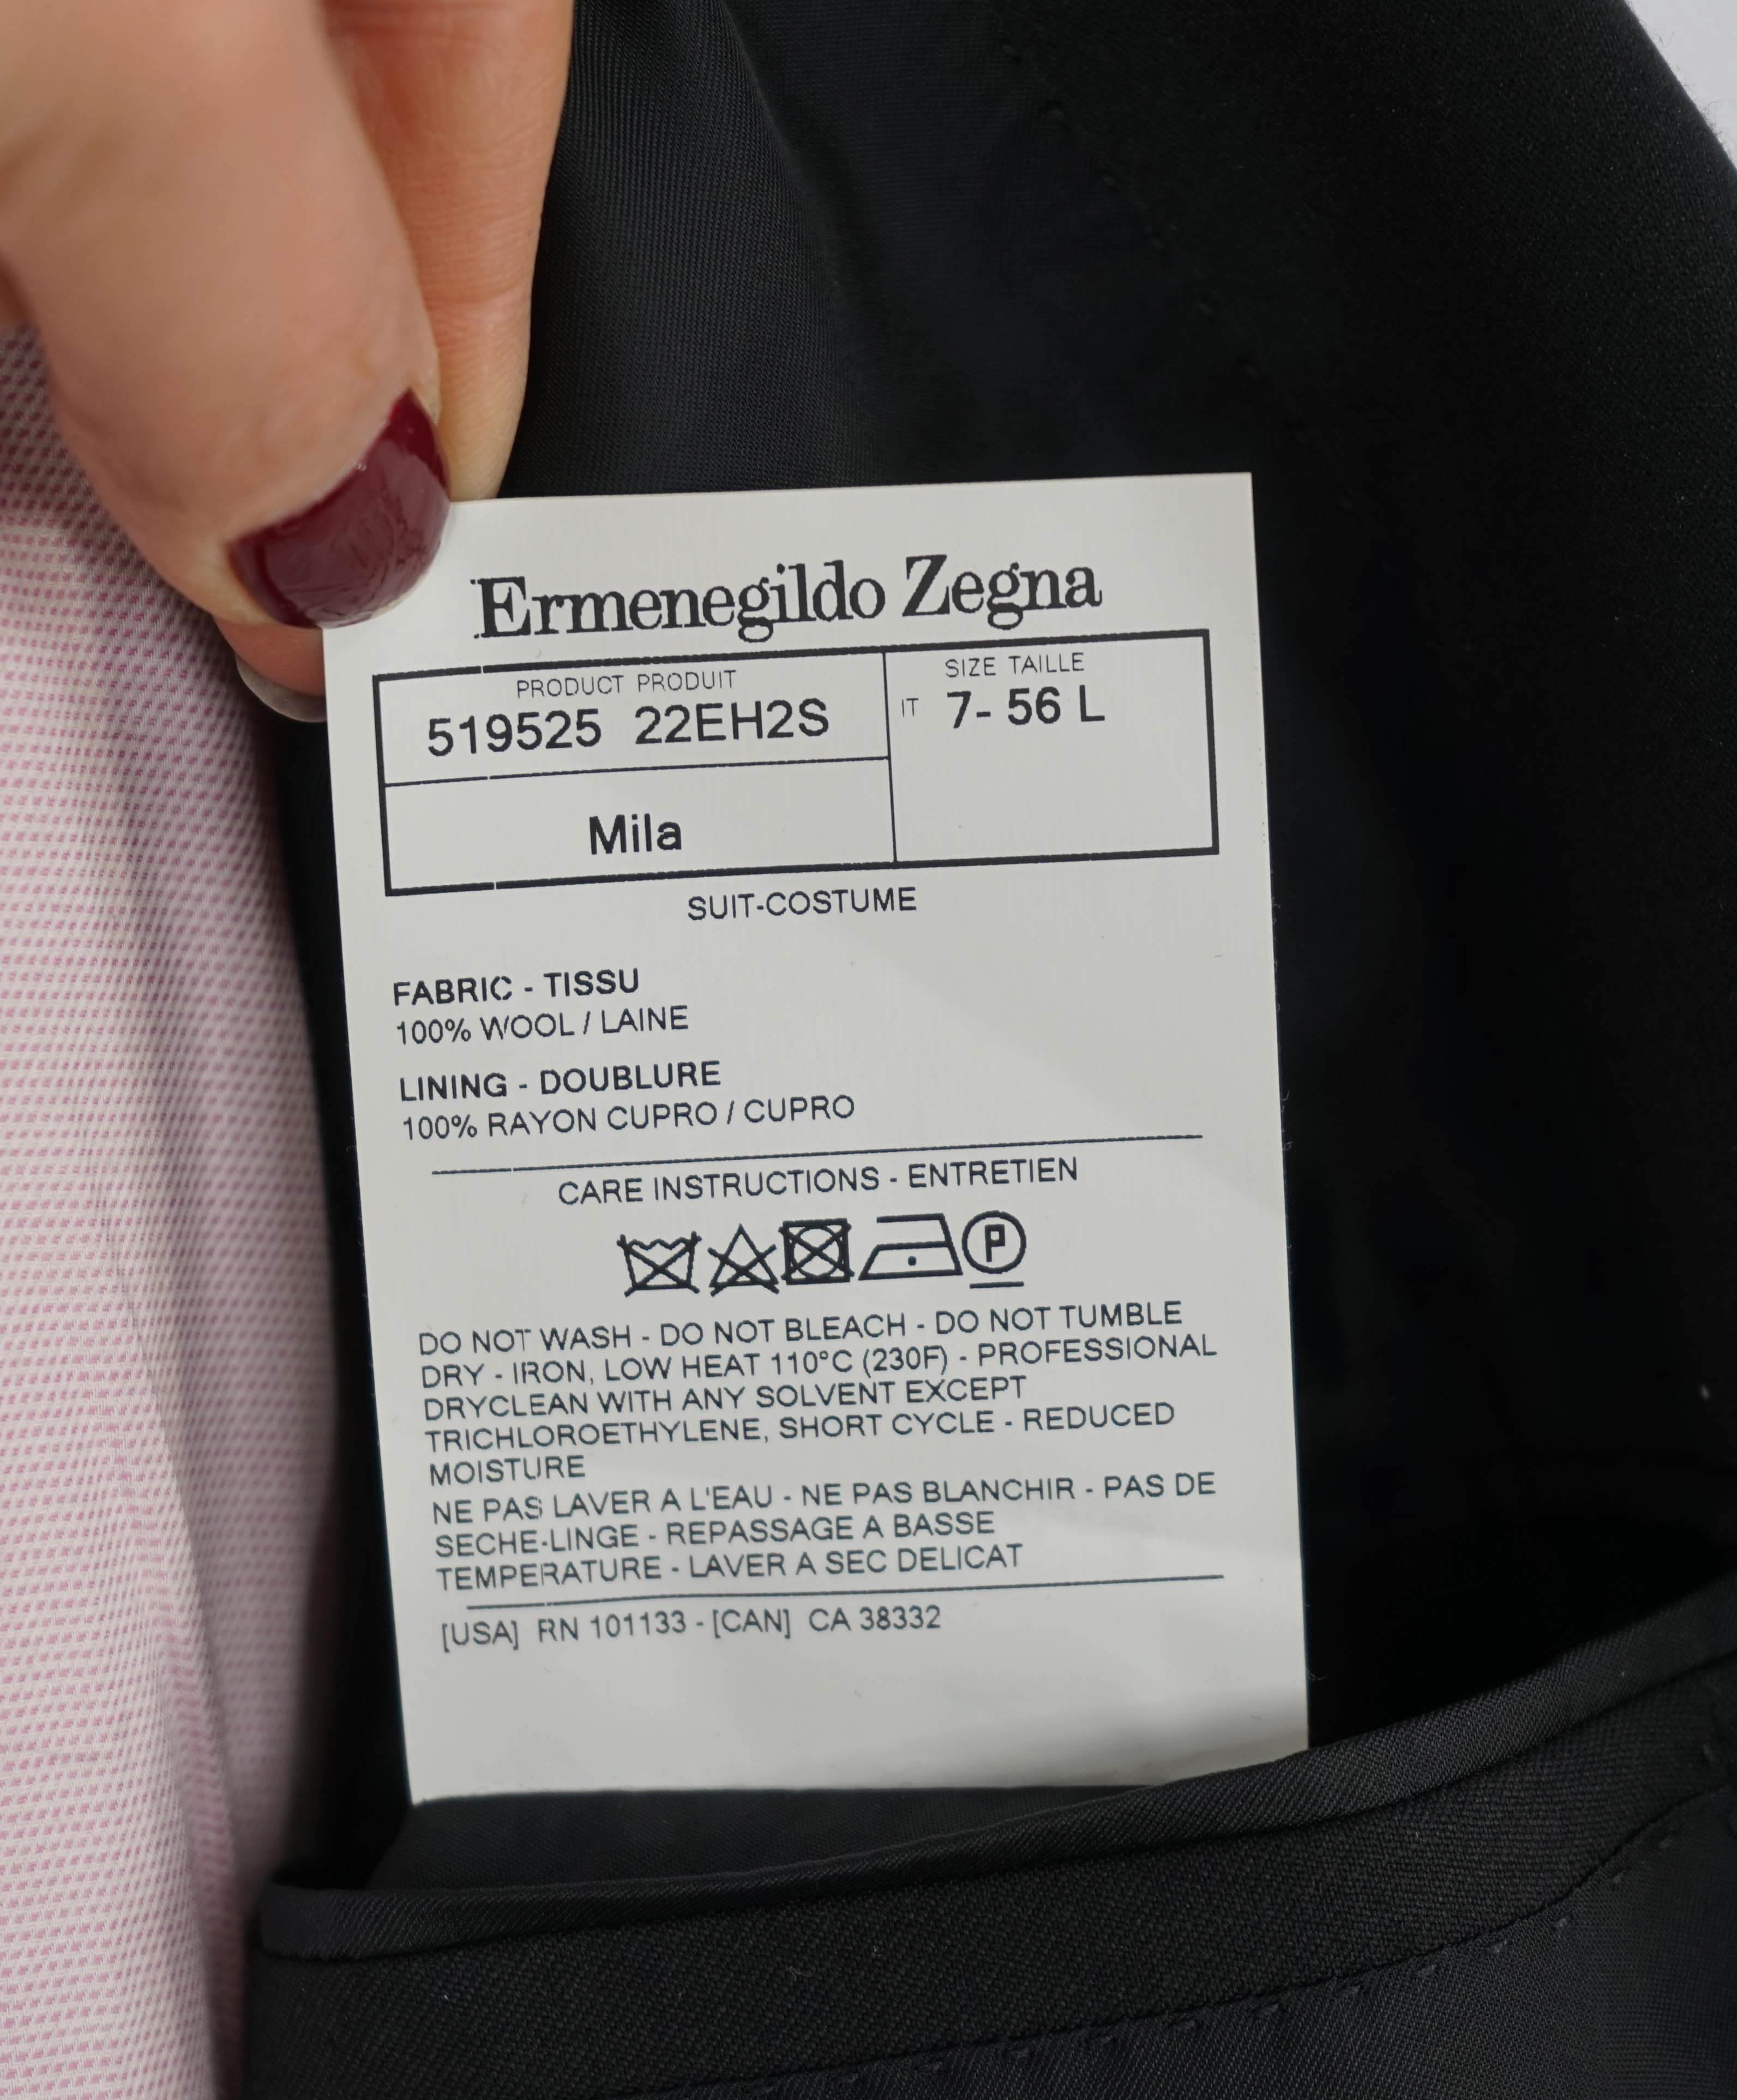 Ermenegildo Zegna
PRODUCT PRODUIT
519525 22EH2S
SIZE TAILLE
IT 7- 56 L
Mila
SUIT-COSTUME
FABRIC - TISSU
100% WOOL / LAINE
LINING - DOUBLURE
100% RAYON CUPRO / CUPRO
CARE INSTRUCTIONS - ENTRETIEN
P
DO NOT WASH - DO NOT BLEACH - DO NOT TUMBLE
DRY - IRON, LOW HEAT 110°C (230F) - PROFESSIONAL
DRYCLEAN WITH ANY SOLVENT EXCEPT
TRICHLOROETHYLENE, SHORT CYCLE - REDUCED
MOISTURE
NE PAS LAVER A L'EAU - NE PAS BLANCHIR - PAS DE
SECHE-LINGE - REPASSAGE A BASSE
TEMPERATURE - LAVER A SEC DELICAT
[USA] RN 101133 - [CAN] CA 38332